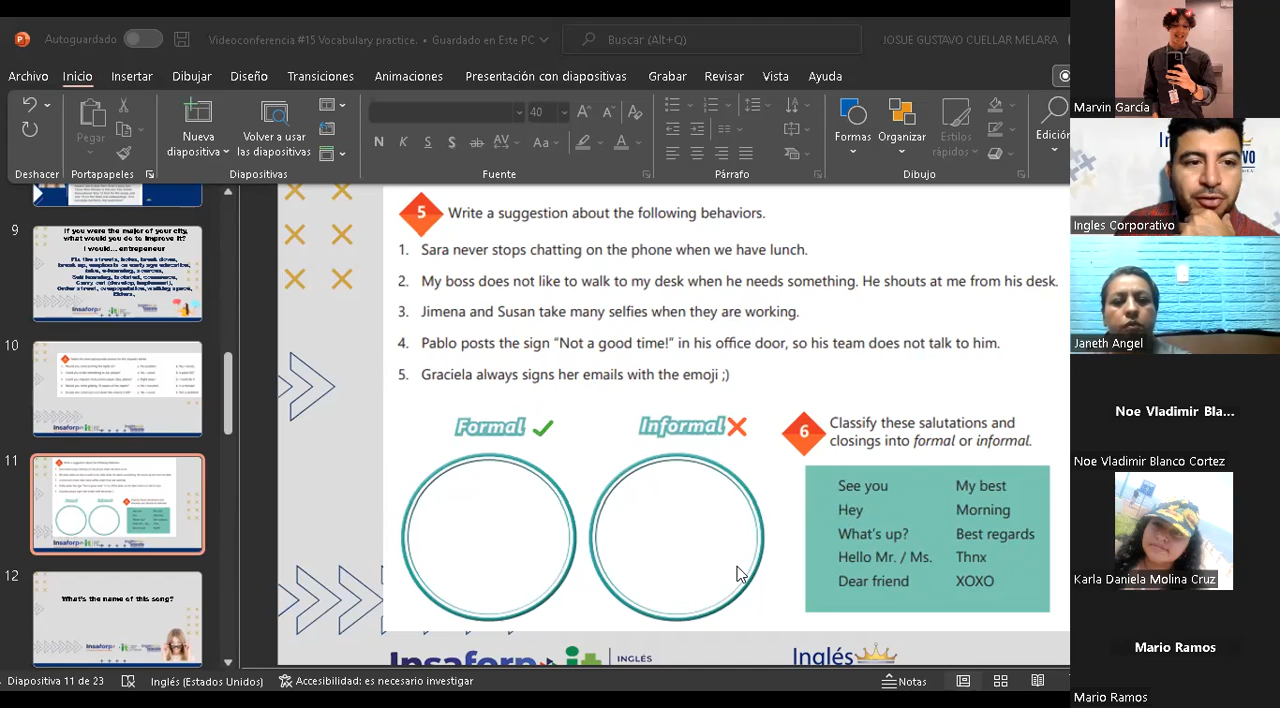 Autoguardado
Videoconferencia #15 Vocabulary practice. • Guardado en Este PC
Buscar (Alt+Q)
IOSUE GUSTAVO CUELLAR MELARA
Archivo Inicio Insertar Dibujar Diseño Transiciones Animaciones Presentación con diapositivas Grabar Revisar Vista Ayuda
Pegar
Nueva diapositiva
Volver a usar las diapositivas
40
N K S S ab AV Aa A
Formas Organizar Estilos rápidos Edición
Deshacer Portapapeles Diapositivas Fuente Párrafo Dibujo
9
If you were the major of your city,
what would you do to improve it?
I would... entrepeneur
10
11
12
What's the name of this song?
5 Write a suggestion about the following behaviors.
1. Sara never stops chatting on the phone when we have lunch.
2. My boss does not like to walk to my desk when he needs something. He shouts at me from his desk.
3. Jimena and Susan take many selfies when they are working.
4. Pablo posts the sign “Not a good time!” in his office door, so his team does not talk to him.
5. Graciela always signs her emails with the emoji ;)
Formal
Informal
6 Classify these salutations and
closings into formal or informal.
See you My best
Hey Morning
What's up? Best regards
Hello Mr. / Ms. Thnx
Dear friend XOXO
Insaforp it INGLÉS
Inglés
Diapositiva 11 de 23
Inglés (Estados Unidos)
Accesibilidad: es necesario investigar
Notas
Marvin García
Ingles Corporativo
Janeth Angel
Noe Vladimir Bla...
Noe Vladimir Blanco Cortez
Karla Daniela Molina Cruz
Mario Ramos
Mario Ramos